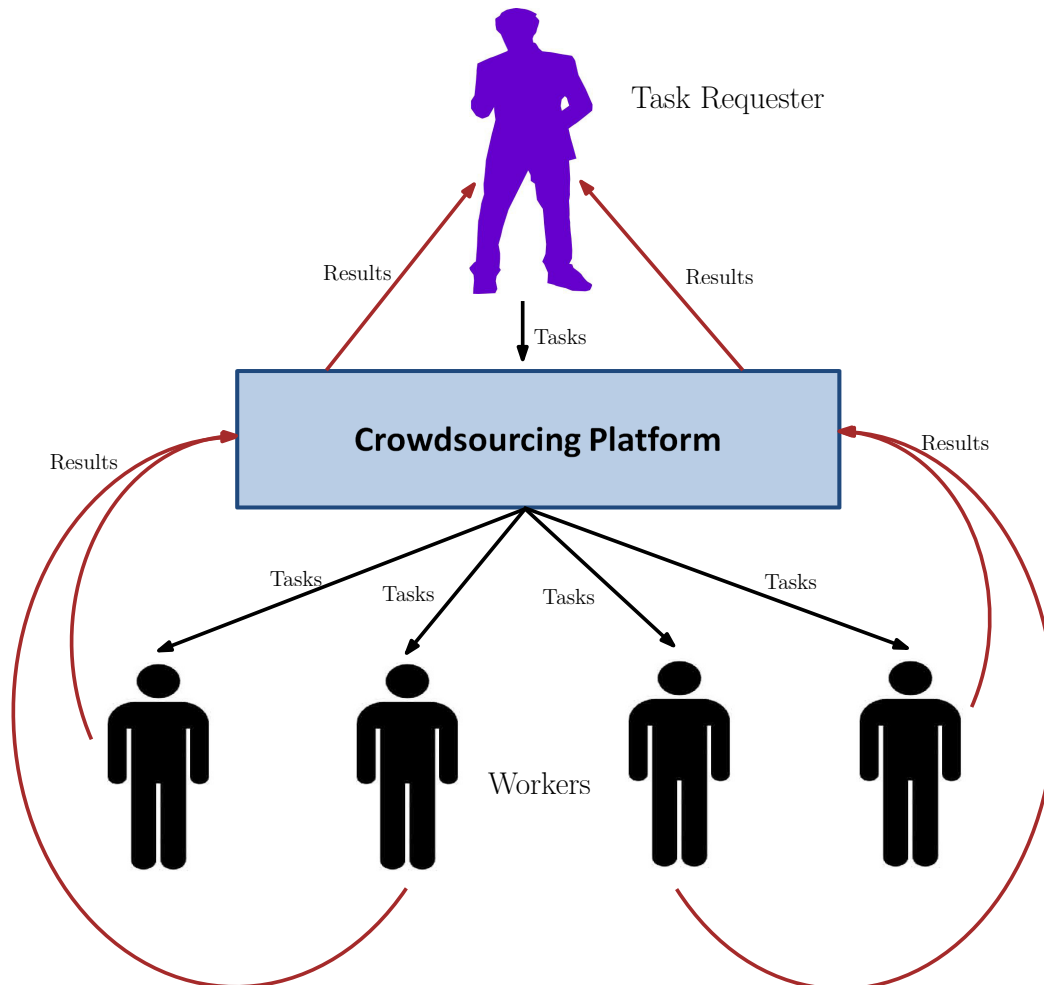 Task Requester
Results
Results
Tasks
Crowdsourcing Platform
Results
Results
Tasks
Tasks
Tasks
Tasks
Workers